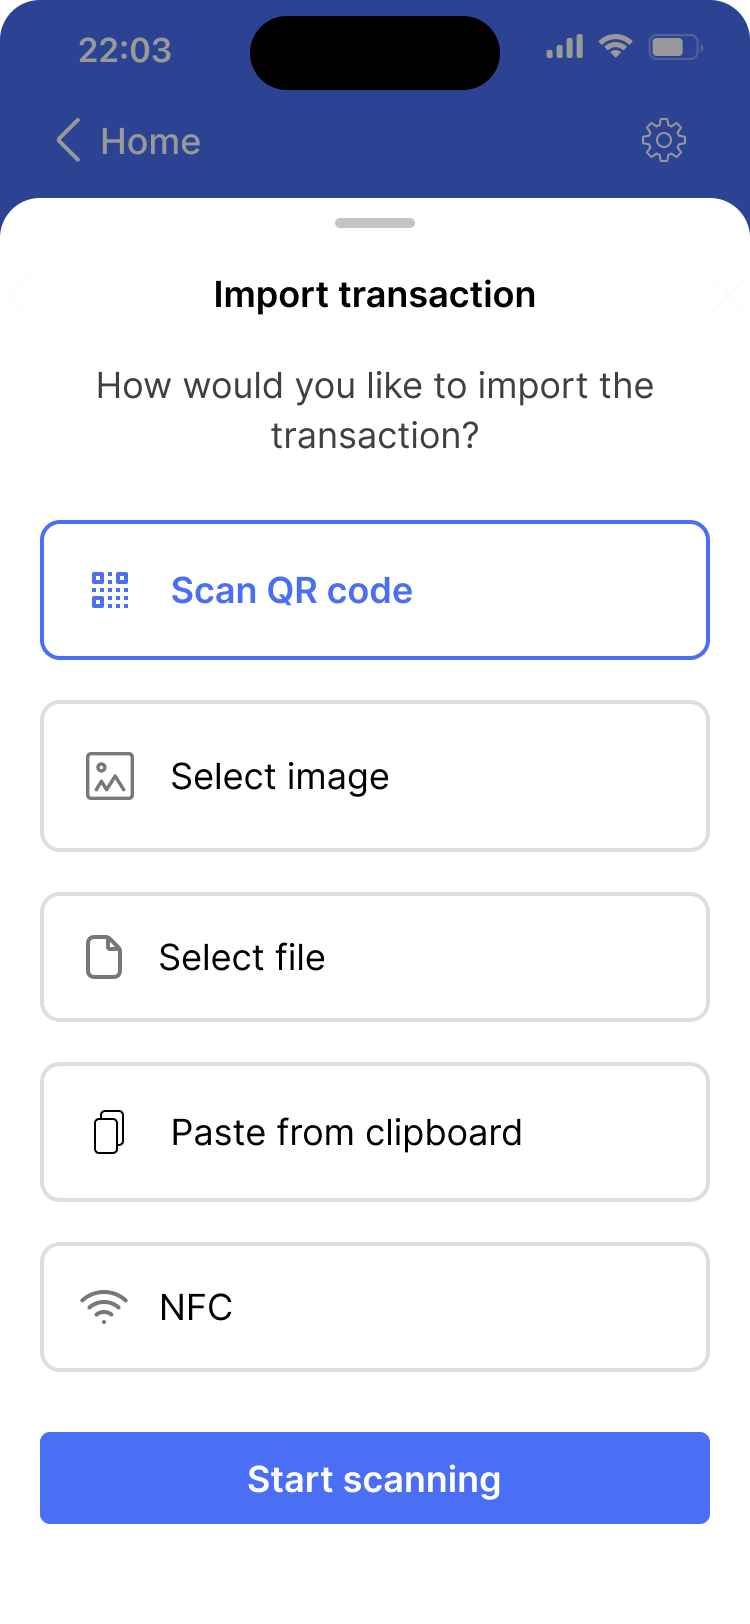 22:03
Home
Import transaction
How would you like to import the
transaction?
Scan QR code
Select image
Select file
Paste from clipboard
NFC
Start scanning